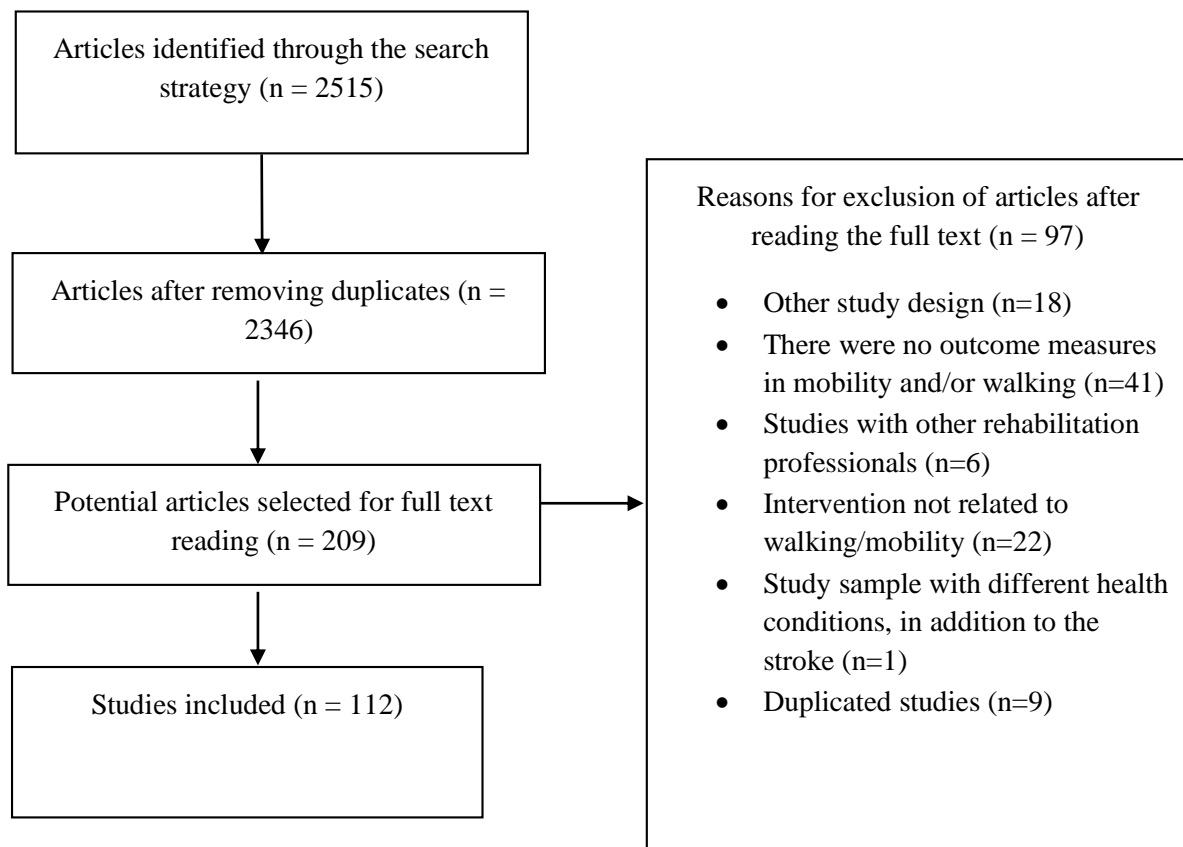 Articles identified through the search
strategy (n = 2515)
Articles after removing duplicates (n =
2346)
Potential articles selected for full text
reading (n = 209)
Studies included (n = 112)
Reasons for exclusion of articles after
reading the full text (n = 97)
• Other study design (n=18)
• There were no outcome measures
in mobility and/or walking (n=41)
• Studies with other rehabilitation
professionals (n=6)
• Intervention not related to
walking/mobility (n=22)
• Study sample with different health
conditions, in addition to the
stroke (n=1)
• Duplicated studies (n=9)